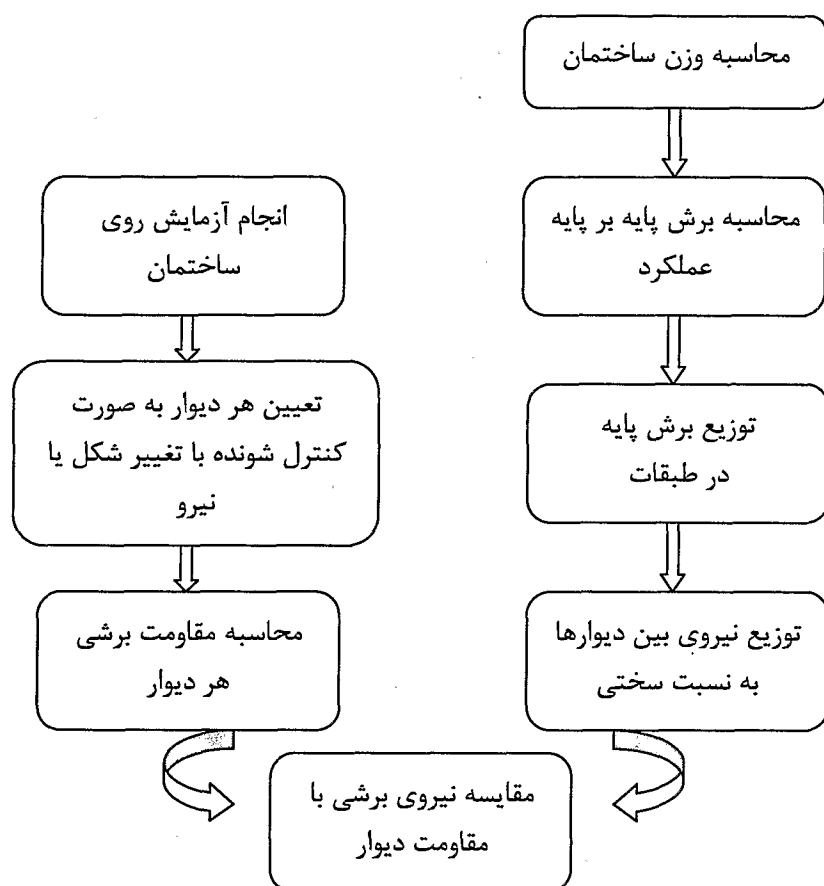 محاسبه وزن ساختمان
محاسبه برش پایه بر پایه
عملکرد
توزیع برش پایه
در طبقات
توزیع نیروی بین دیوارها
به نسبت سختی
انجام آزمایش روی
ساختمان
تعیین هر دیوار به صورت
کنترل شونده با تغییر شکل یا
نیرو
محاسبه مقاومت برشی
هر دیوار
مقایسه نیروی برشی با
مقاومت دیوار